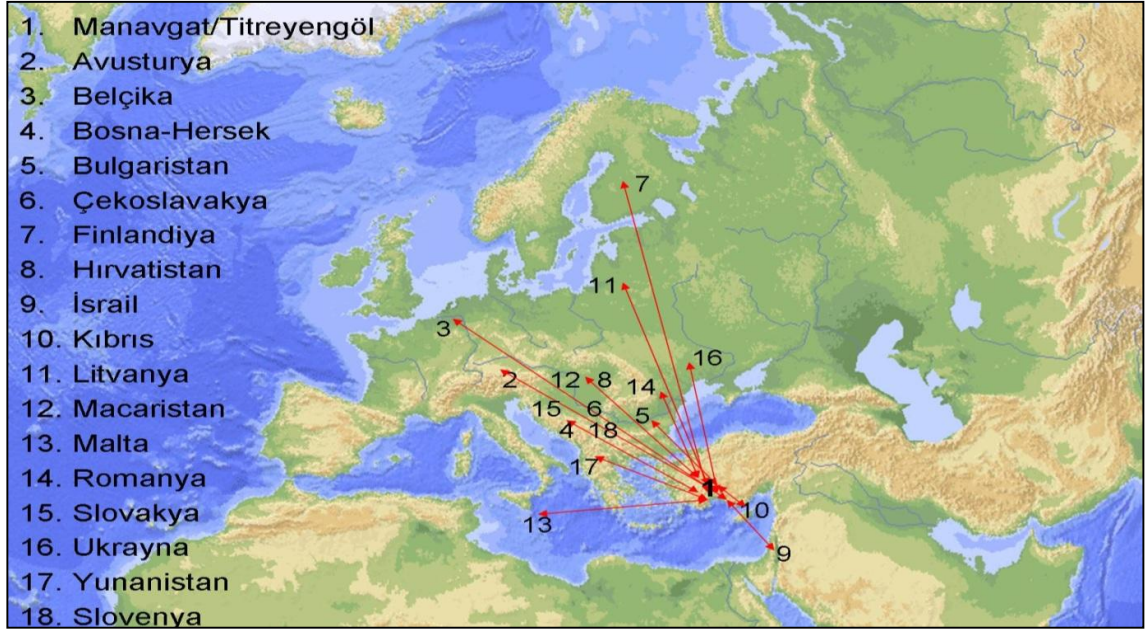 1. Manavgat/Titreyengöl
2. Avusturya
3. Belçika
4. Bosna-Hersek
5. Bulgaristan
6. Çekoslavakya
7. Finlandiya
8. Hırvatistan
9. İsrail
10. Kıbrıs
11. Litvanya
12. Macaristan
13. Malta
14. Romanya
15. Slovakya
16. Ukrayna
17. Yunanistan
18. Slovenya
7
11
3
16
2
12
8
14
15
6
5
4
18
17
1
10
13
9